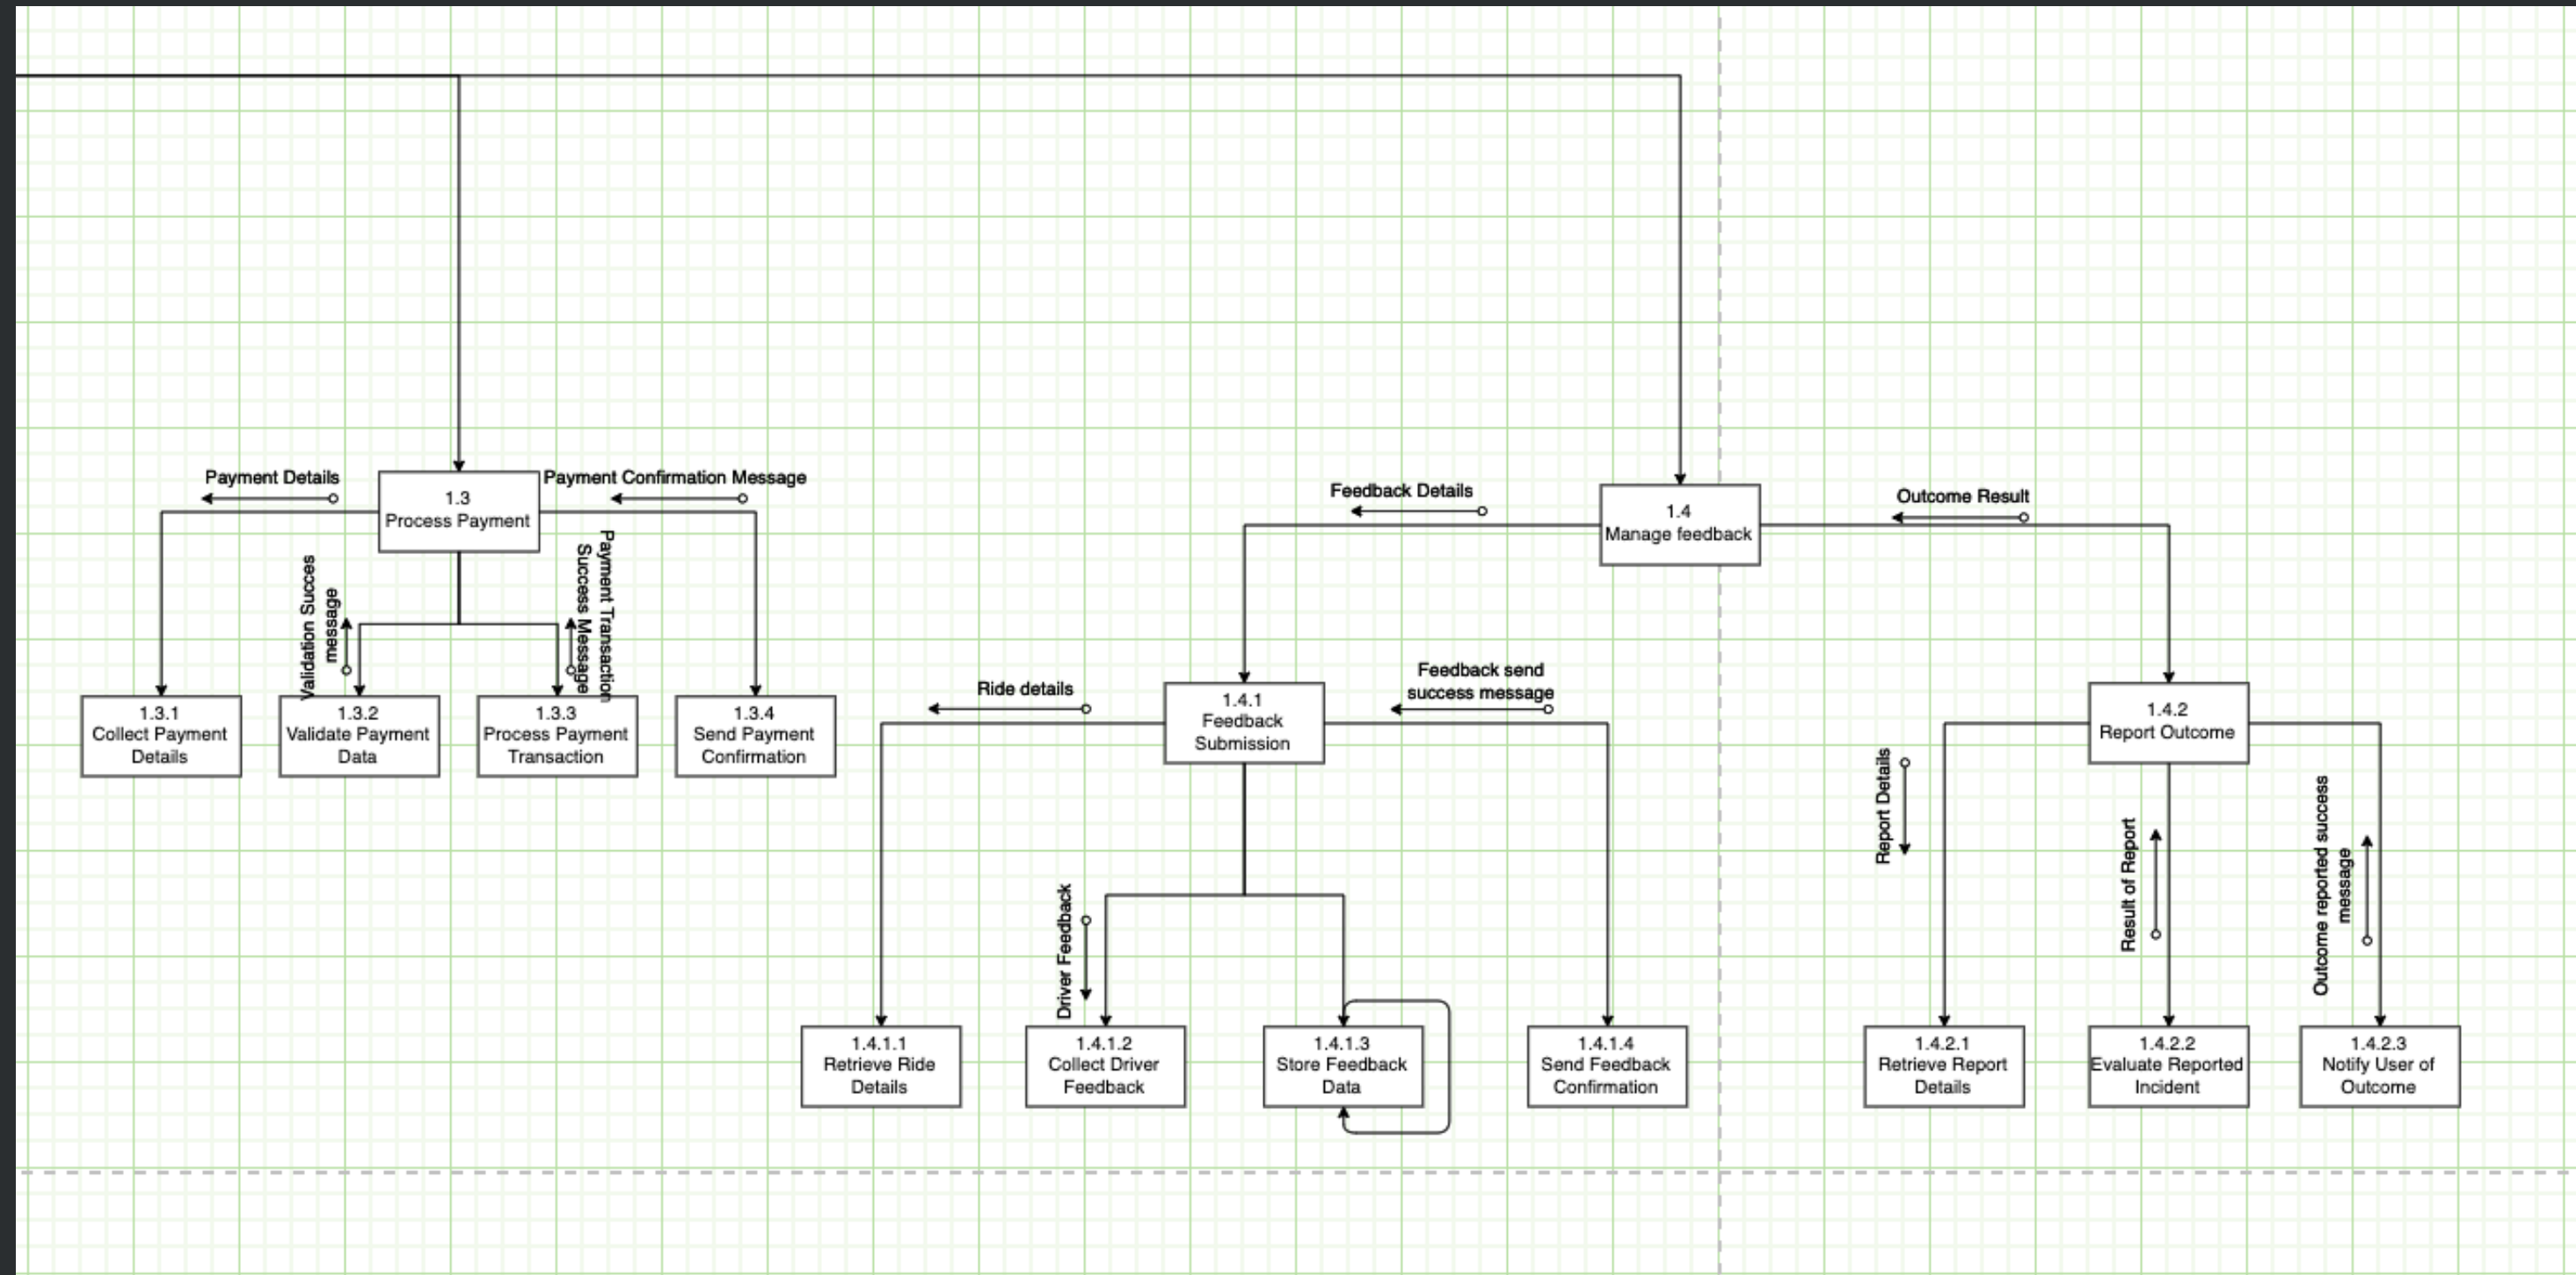 Payment Details
Payment Confirmation Message
1.3
Process Payment
Validation Succes
message
Payment Transaction
Success Message
1.3.1
Collect Payment
Details
1.3.2
Validate Payment
Data
1.3.3
Process Payment
Transaction
1.3.4
Send Payment
Confirmation
Feedback Details
1.4
Manage feedback
Outcome Result
Ride details
1.4.1
Feedback
Submission
Feedback send
success message
Driver Feedback
1.4.1.1
Retrieve Ride
Details
1.4.1.2
Collect Driver
Feedback
1.4.1.3
Store Feedback
Data
1.4.1.4
Send Feedback
Confirmation
1.4.2
Report Outcome
Report Details
Result of Report
Outcome reported success
message
1.4.2.1
Retrieve Report
Details
1.4.2.2
Evaluate Reported
Incident
1.4.2.3
Notify User of
Outcome